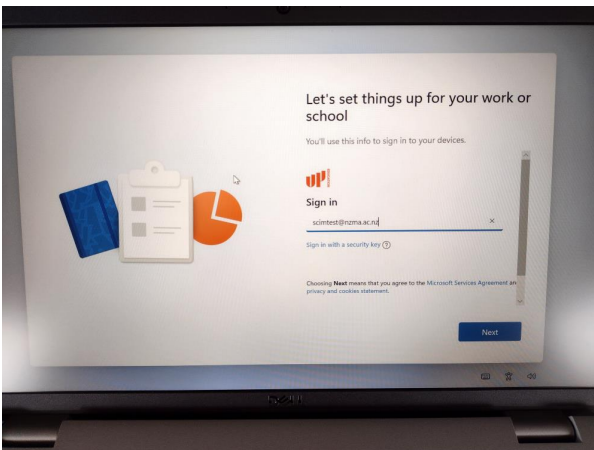 Let's set things up for your work or
school
You'll use this info to sign in to your devices.
UP
Sign in
scimtest@nzma.ac.nz
Sign in with a security key
Choosing Next means that you agree to the Microsoft Services Agreement an
privacy and cookies statement.
Next
DELL